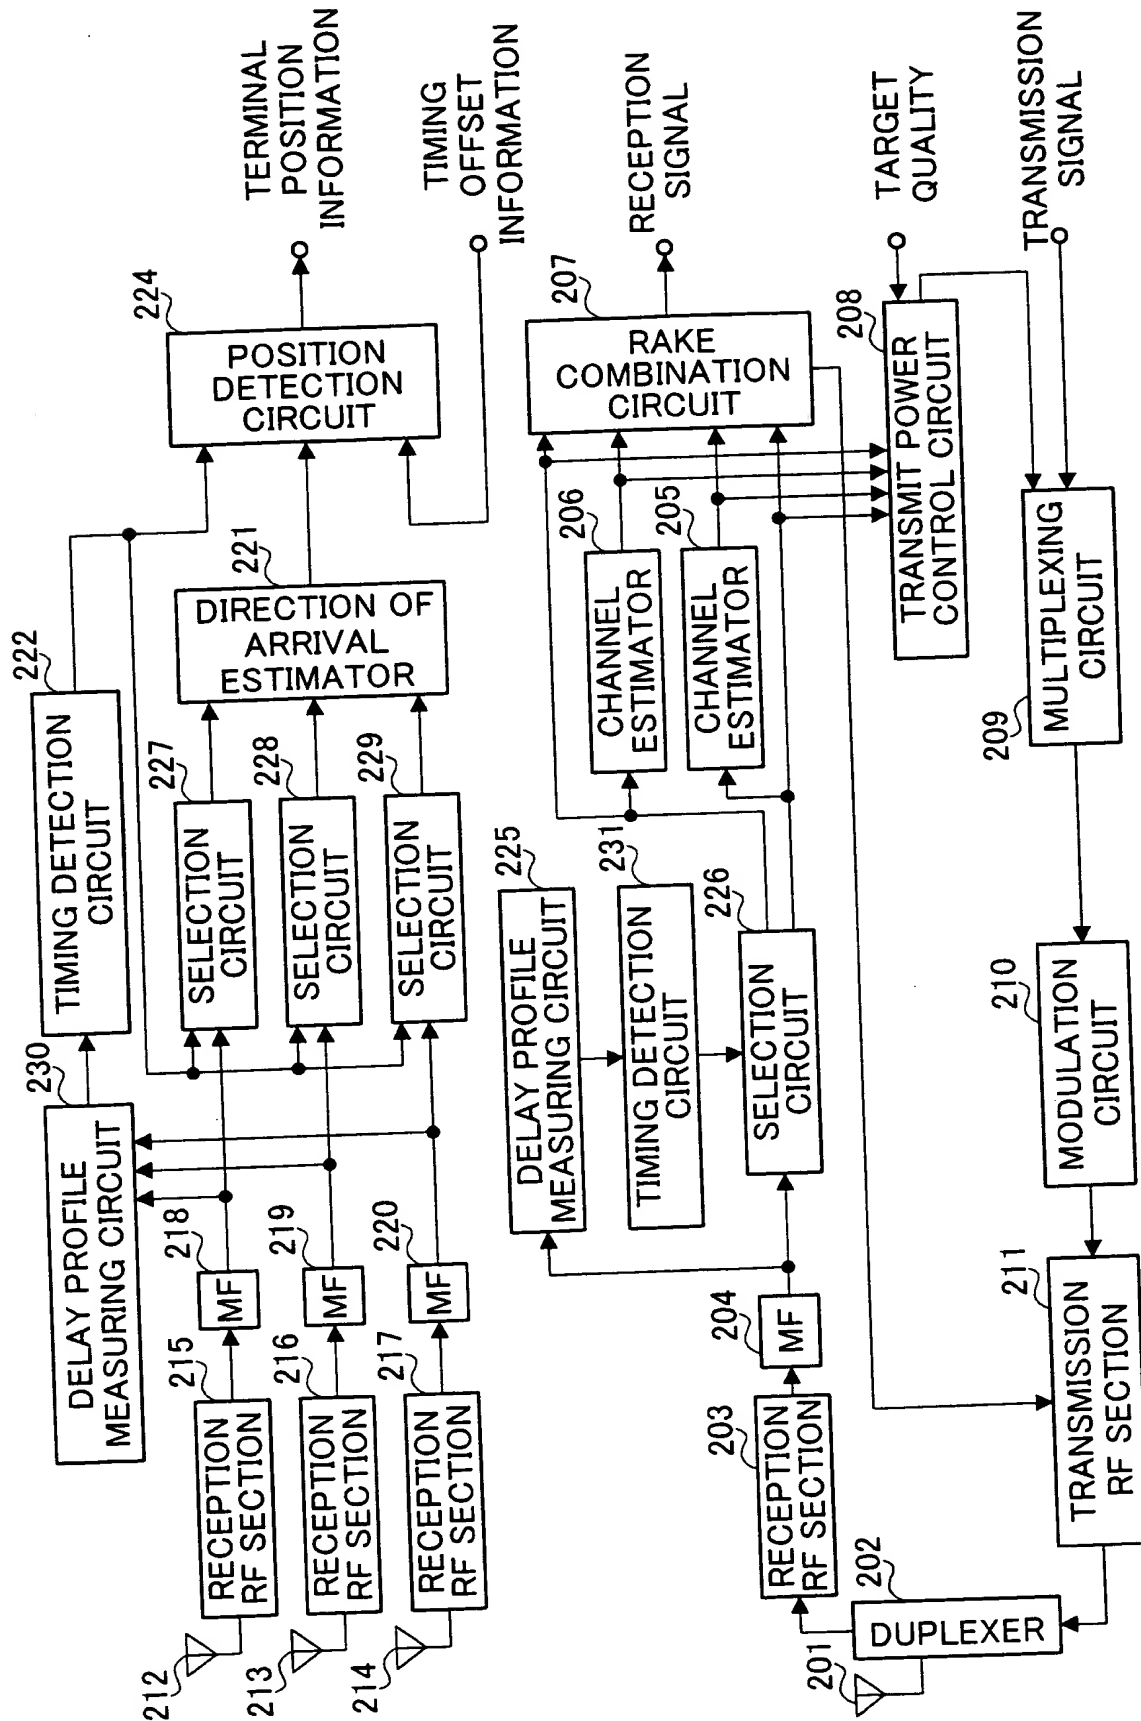 212
213
214
215
RECEPTION
RF SECTION
216
RECEPTION
RF SECTION
217
RECEPTION
RF SECTION
218
MF
219
MF
220
MF
230
DELAY PROFILE
MEASURING CIRCUIT
222
TIMING DETECTION
CIRCUIT
227
SELECTION
CIRCUIT
228
SELECTION
CIRCUIT
229
SELECTION
CIRCUIT
221
DIRECTION OF
ARRIVAL
ESTIMATOR
224
POSITION
DETECTION
CIRCUIT
TERMINAL
POSITION
INFORMATION
TIMING
OFFSET
INFORMATION
201
202
DUPLEXER
203
RECEPTION
RF SECTION
204
MF
225
DELAY PROFILE
MEASURING CIRCUIT
231
TIMING DETECTION
CIRCUIT
226
SELECTION
CIRCUIT
206
CHANNEL
ESTIMATOR
205
CHANNEL
ESTIMATOR
207
RAKE
COMBINATION
CIRCUIT
RECEPTION
SIGNAL
208
TRANSMIT POWER
CONTROL CIRCUIT
TARGET
QUALITY
TRANSMISSION
SIGNAL
209
MULTIPLEXING
CIRCUIT
210
MODULATION
CIRCUIT
211
TRANSMISSION
RF SECTION